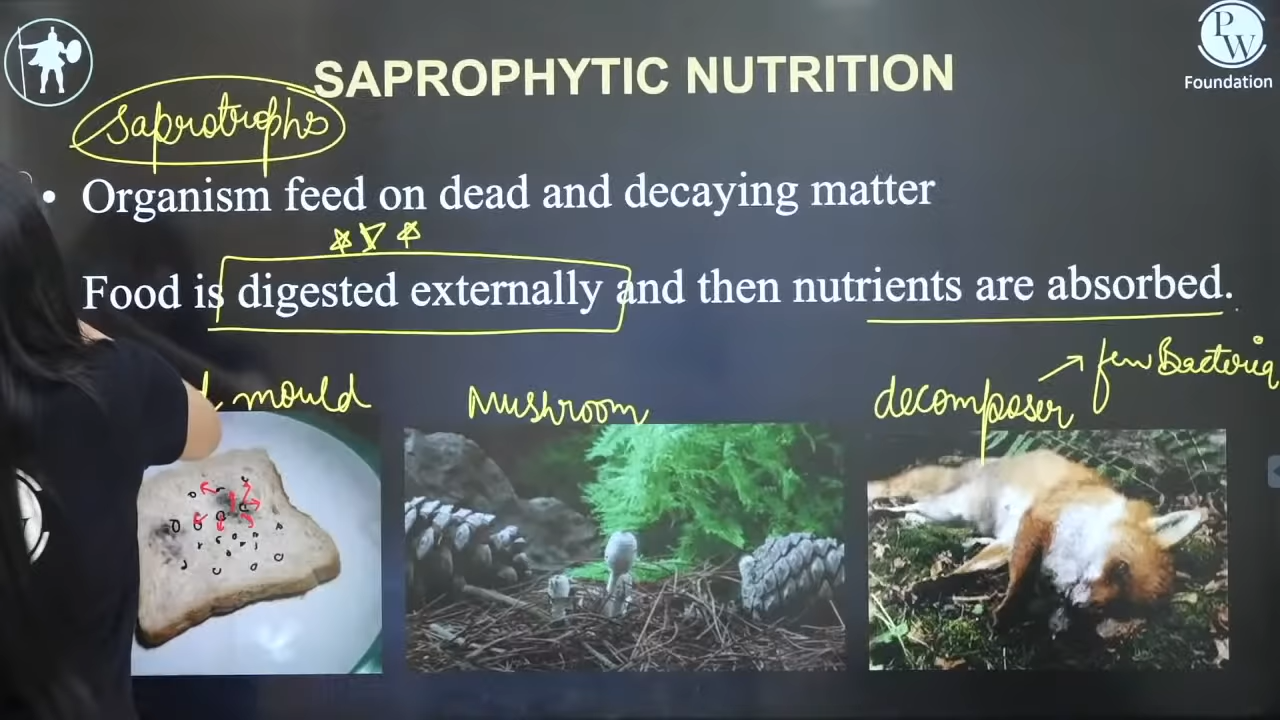 SAPROPHYTIC NUTRITION
PW
Foundation
Saprotrophs
• Organism feed on dead and decaying matter
Food is digested externally and then nutrients are absorbed.
mould
Mushroom
decomposer → few Bacteria